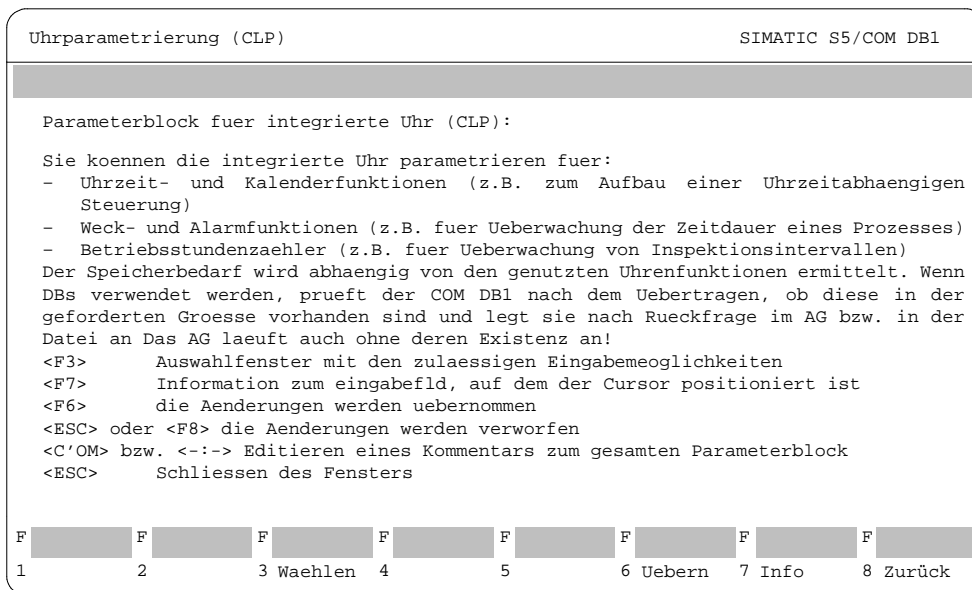 Uhrparametrierung (CLP) SIMATIC S5/COM DB1
Parameterblock fuer integrierte Uhr (CLP):
Sie koennen die integrierte Uhr parametrieren fuer:
– Uhrzeit- und Kalenderfunktionen (z.B. zum Aufbau einer Uhrzeitabhaengigen
Steuerung)
– Weck- und Alarmfunktionen (z.B. fuer Ueberwachung der Zeitdauer eines Prozesses)
– Betriebsstundenzaehler (z.B. fuer Ueberwachung von Inspektionsintervallen)
Der Speicherbedarf wird abhaengig von den genutzten Uhrenfunktionen ermittelt. Wenn
DBs verwendet werden, prueft der COM DB1 nach dem Uebertragen, ob diese in der
geforderten Groesse vorhanden sind und legt sie nach Rueckfrage im AG bzw. in der
Datei an Das AG laeuft auch ohne deren Existenz an!
<F3> Auswahlfenster mit den zulaessigen Eingabemeoglichkeiten
<F7> Information zum eingabefld, auf dem der Cursor positioniert ist
<F6> die Aenderungen werden uebernommen
<ESC> oder <F8> die Aenderungen werden verworfen
<C'OM> bzw. <-:-> Editieren eines Kommentars zum gesamten Parameterblock
<ESC> Schliessen des Fensters
F F F F F F F F
1 2 3 Waehlen 4 5 6 Uebern 7 Info 8 Zurück